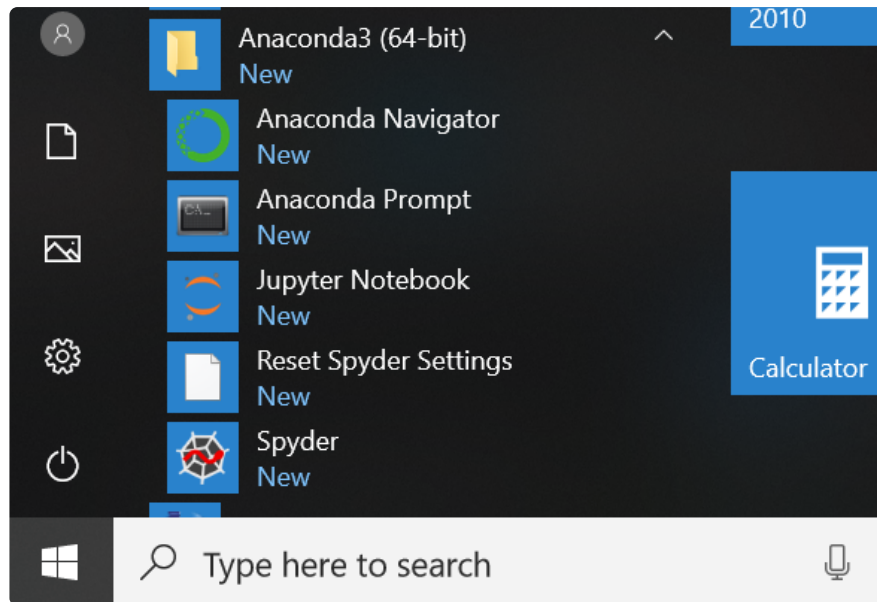 Anaconda3 (64-bit)
New
Anaconda Navigator
New
Anaconda Prompt
New
Jupyter Notebook
New
Reset Spyder Settings
New
Spyder
New
2010
Calculator
Type here to search